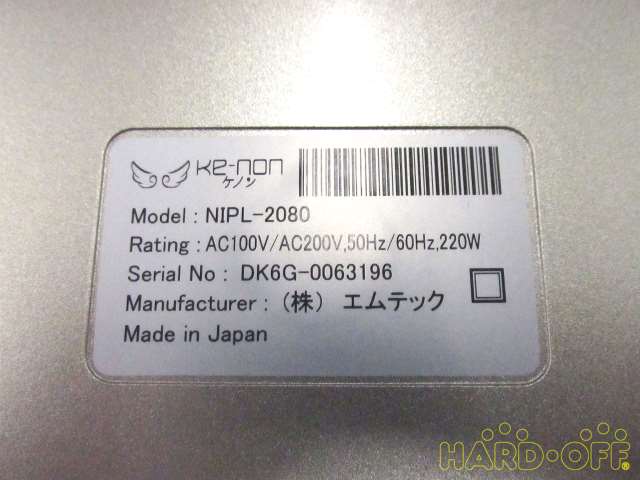 Ke-non
ケノン
Model : NIPL-2080
Rating : AC100V/AC200V,50Hz/60Hz,220W
Serial No : DK6G-0063196
Manufacturer : (株) エムテック
Made in Japan
HARD-OFF